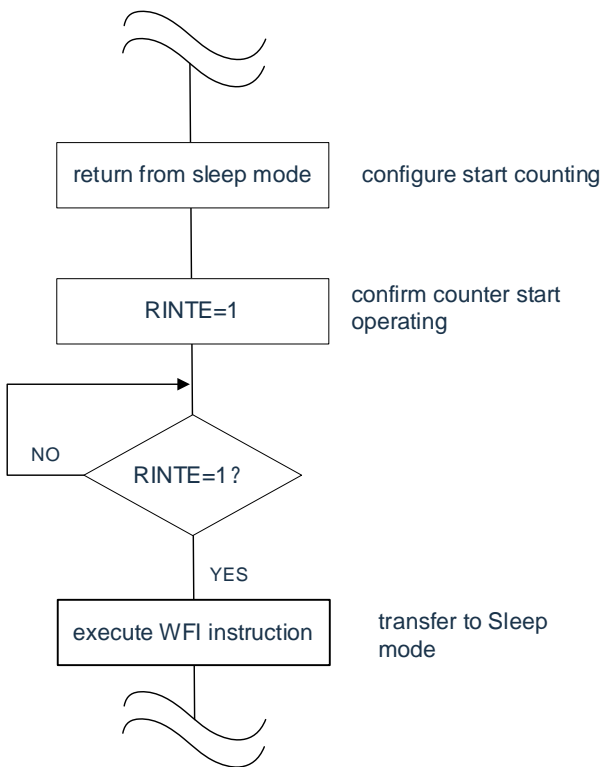 return from sleep mode
configure start counting
RINTE=1
confirm counter start
operating
NO
RINTE=1?
YES
execute WFI instruction
transfer to Sleep
mode